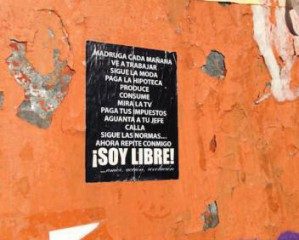 MADRUGA CADA MAÑANA
VE A TRABAJAR
SIGUE LA MODA
PAGA LA HIPOTECA
PRODUCE
CONSUME
MIRA LA TV
PAGA TUS IMPUESTOS
AGUANTA A TU JEFE
CALLA
SIGUE LAS NORMAS...
AHORA REPITE CONMIGO
¡SOY LIBRE!